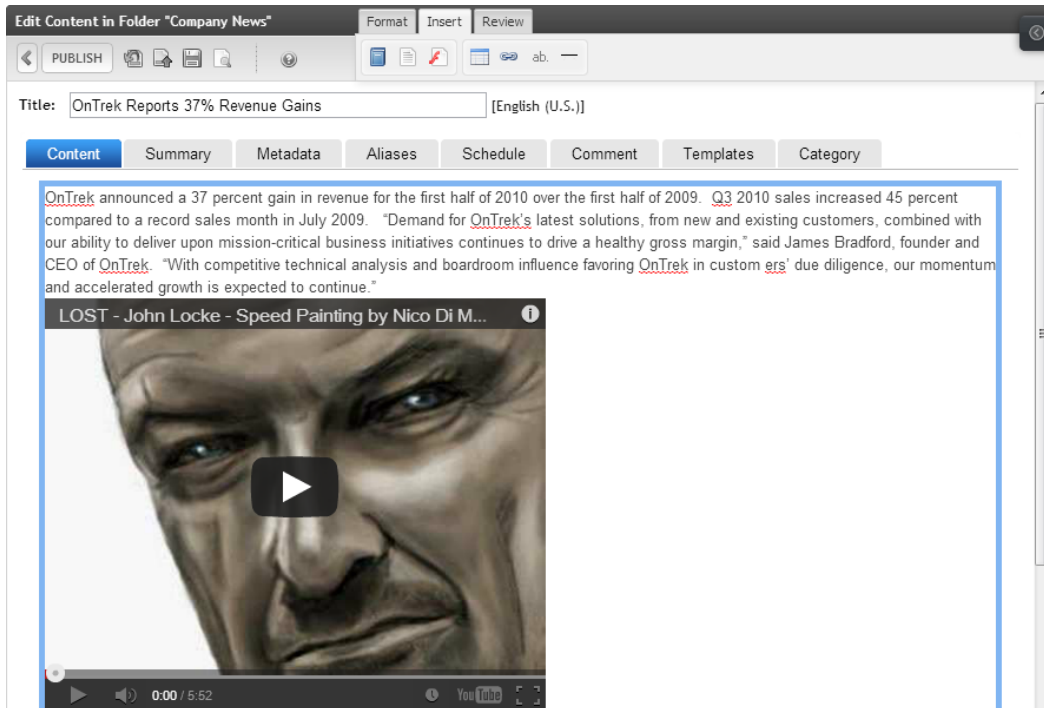 Edit Content in Folder "Company News"
Format Insert Review
PUBLISH
ab.
Title: OnTrek Reports 37% Revenue Gains [English (U.S.)]
Content Summary Metadata Aliases Schedule Comment Templates Category
OnTrek announced a 37 percent gain in revenue for the first half of 2010 over the first half of 2009.  Q3 2010 sales increased 45 percent
compared to a record sales month in July 2009.   “Demand for OnTrek’s latest solutions, from new and existing customers, combined with
our ability to deliver upon mission-critical business initiatives continues to drive a healthy gross margin,” said James Bradford, founder and
CEO of OnTrek.  “With competitive technical analysis and boardroom influence favoring OnTrek in custom ers’ due diligence, our momentum
and accelerated growth is expected to continue.”
LOST - John Locke - Speed Painting by Nico Di M...
0:00 / 5:52 YouTube